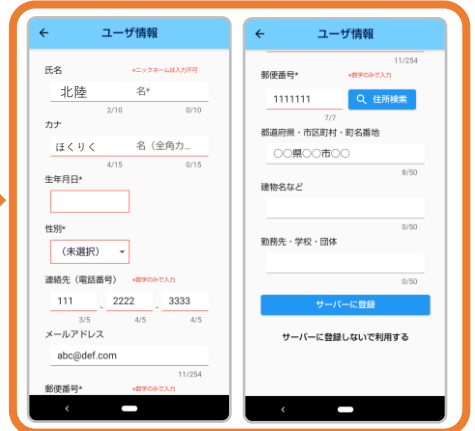 ユーザ情報
氏名 *ニックネームは入力不可
北陸 名*
2/10 0/10
カナ
ほくりく 名（全角カ...
4/15 0/15
生年月日*
性別*
（未選択）
連絡先（電話番号） *数字のみで入力
111 - 2222 - 3333
3/5 4/5 4/5
メールアドレス
abc@def.com
11/254
郵便番号* *数字のみで入力
ユーザ情報
11/254
郵便番号* *数字のみで入力
1111111 住所検索
7/7
都道府県・市区町村・町名番地
○○県○○市○○
8/50
建物名など
0/50
勤務先・学校・団体
0/50
サーバーに登録
サーバーに登録しないで利用する